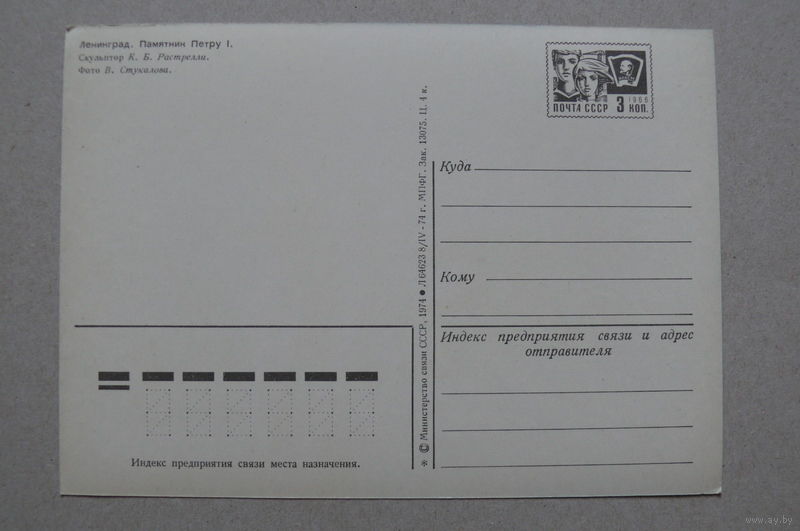 Ленинград. Памятник Петру I.
Скульптор К. Б. Растрелли.
Фото В. Стукалова.
1966
ПОЧТА СССР 3 КОП.
Куда
Кому
Индекс предприятия связи и адрес
отправителя
Индекс предприятия связи места назначения.
※ © Министерство связи СССР, 1974 ● Л 64623 8/IV - 74 г. МПФГ. Зак. 13075. Ц. 4 к.
www.ay.by